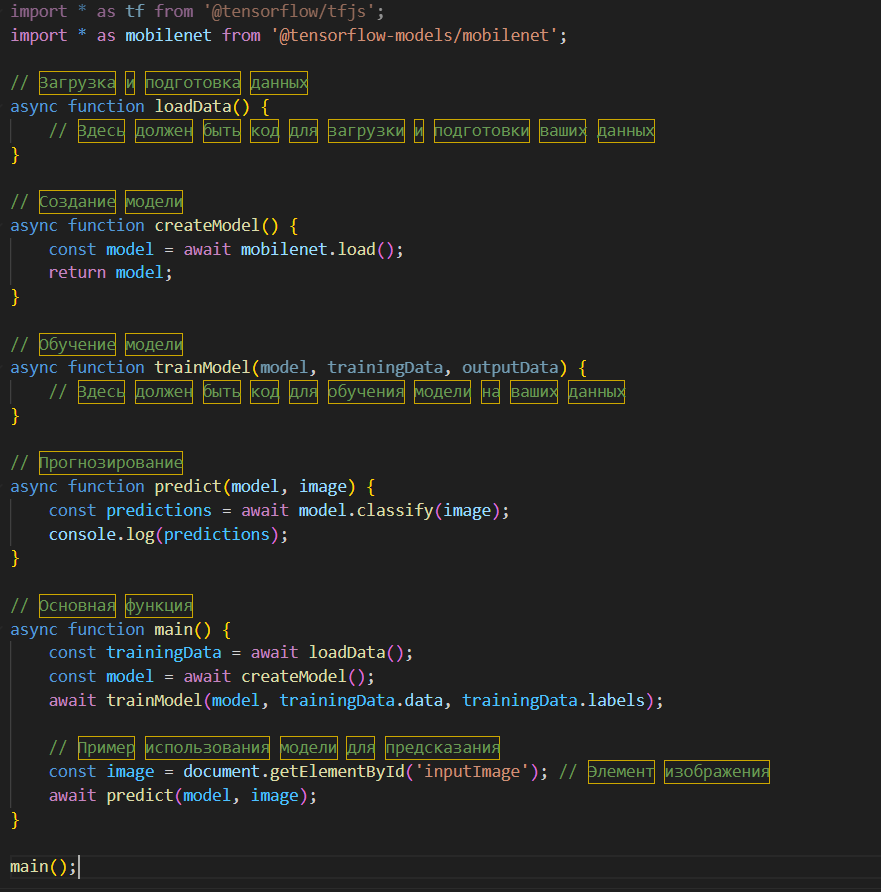 import * as tf from '@tensorflow/tfjs';
import * as mobilenet from '@tensorflow-models/mobilenet';
// Загрузка и подготовка данных
async function loadData() {
// Здесь должен быть код для загрузки и подготовки ваших данных
}
// Создание модели
async function createModel() {
const model = await mobilenet.load();
return model;
}
// Обучение модели
async function trainModel(model, trainingData, outputData) {
// Здесь должен быть код для обучения модели на ваших данных
}
// Прогнозирование
async function predict(model, image) {
const predictions = await model.classify(image);
console.log(predictions);
}
// Основная функция
async function main() {
const trainingData = await loadData();
const model = await createModel();
await trainModel(model, trainingData.data, trainingData.labels);
// Пример использования модели для предсказания
const image = document.getElementById('inputImage'); // Элемент изображения
await predict(model, image);
}
main();